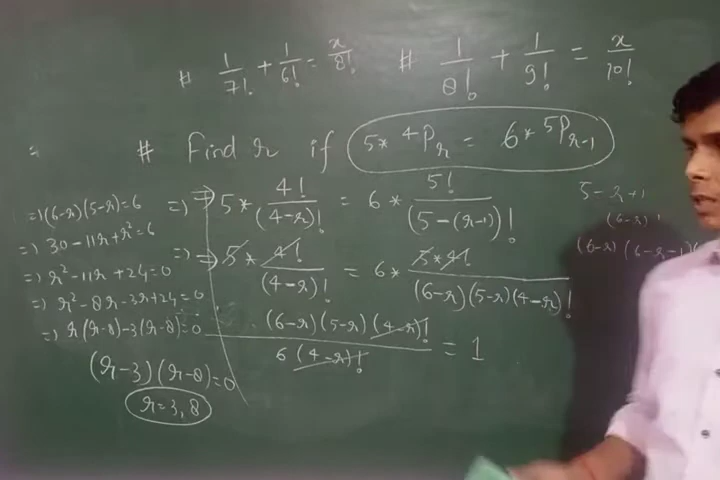 # 1/7! + 1/6! = x/8!
# 1/8! + 1/9! = x/10!
# Find r if 5* ⁴Pᵣ = 6* ⁵Pᵣ₋₁
=> 5* 4!/(4-r)! = 6* 5!/(5-(r-1))!
=> 5* 4!/(4-r)! = 6* 5*4!/(6-r)(5-r)(4-r)!
(6-r)(5-r)(4-r)!/6(4-r)! = 1
=>(6-r)(5-r)=6
=> 30-11r+r²=6
=> r²-11r+24=0
=> r²-8r-3r+24=0
=> r(r-8)-3(r-8)=0
(r-3)(r-8)=0
r=3,8
5-r+1
(6-r)!
(6-r)(6-r-1)